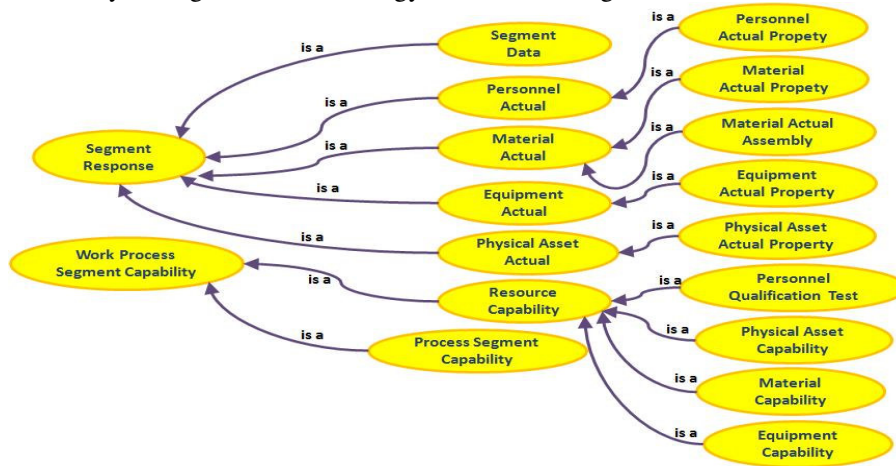 Segment
Data
is a
Personnel
Actual Propety
is a
Personnel
Actual
is a
Material
Actual Propety
is a
Segment
Response
is a
Material
Actual
is a
Material Actual
Assembly
is a
Equipment
Actual
is a
Equipment
Actual Property
is a
Physical Asset
Actual
is a
Physical Asset
Actual Property
Work Process
Segment Capability
is a
Resource
Capability
is a
Personnel
Qualification Test
is a
Process Segment
Capability
is a
Physical Asset
Capability
is a
Material
Capability
is a
Equipment
Capability